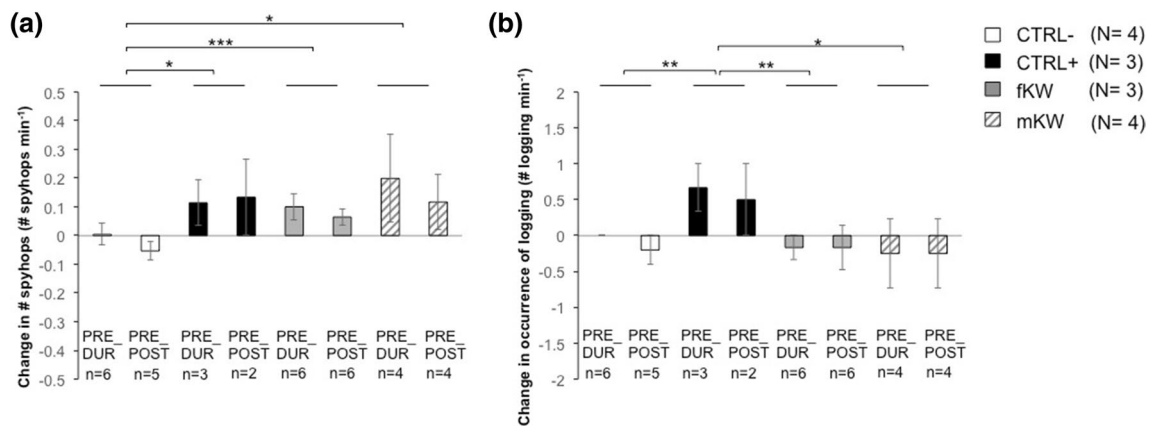 (a)
*
***
*
Change in # spyhops (# spyhops min-1)
0.5
0.4
0.3
0.2
0.1
0
-0.1
-0.2
-0.3
-0.4
-0.5
PRE_ PRE_ PRE_ PRE_ PRE_ PRE_ PRE_ PRE_
DUR POST DUR POST DUR POST DUR POST
n=6 n=5 n=3 n=2 n=6 n=6 n=4 n=4
(b)
*
** **
Change in occurrence of logging (# logging min-1)
2
1.5
1
0.5
0
-0.5
-1
-1.5
-2
PRE_ PRE_ PRE_ PRE_ PRE_ PRE_ PRE_ PRE_
DUR POST DUR POST DUR POST DUR POST
n=6 n=5 n=3 n=2 n=6 n=6 n=4 n=4
CTRL- (N= 4)
CTRL+ (N= 3)
fKW (N= 3)
mKW (N= 4)